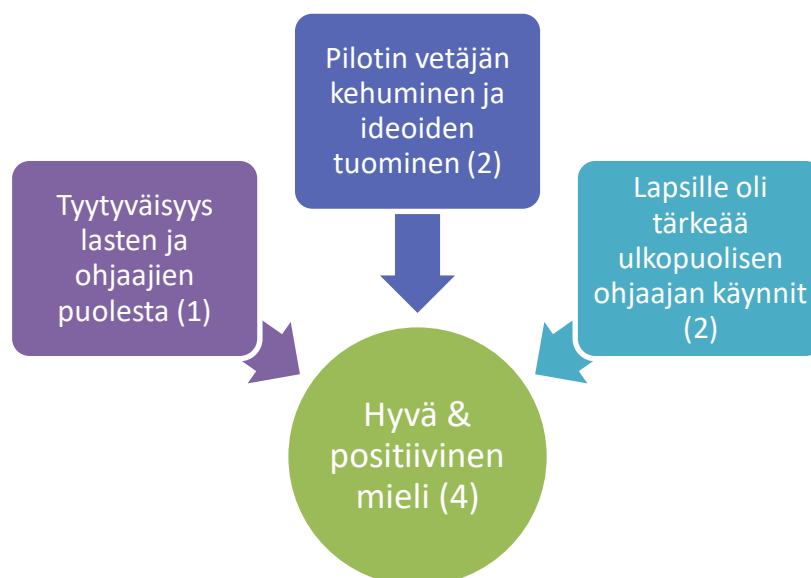 Pilotin vetäjän
kehuminen ja
ideoiden
tuominen (2)
Tyytyväisyys
lasten ja
ohjaajien
puolesta (1)
Lapsille oli
tärkeää
ulkopuolisen
ohjaajan käynnit
(2)
Hyvä &
positiivinen
mieli (4)